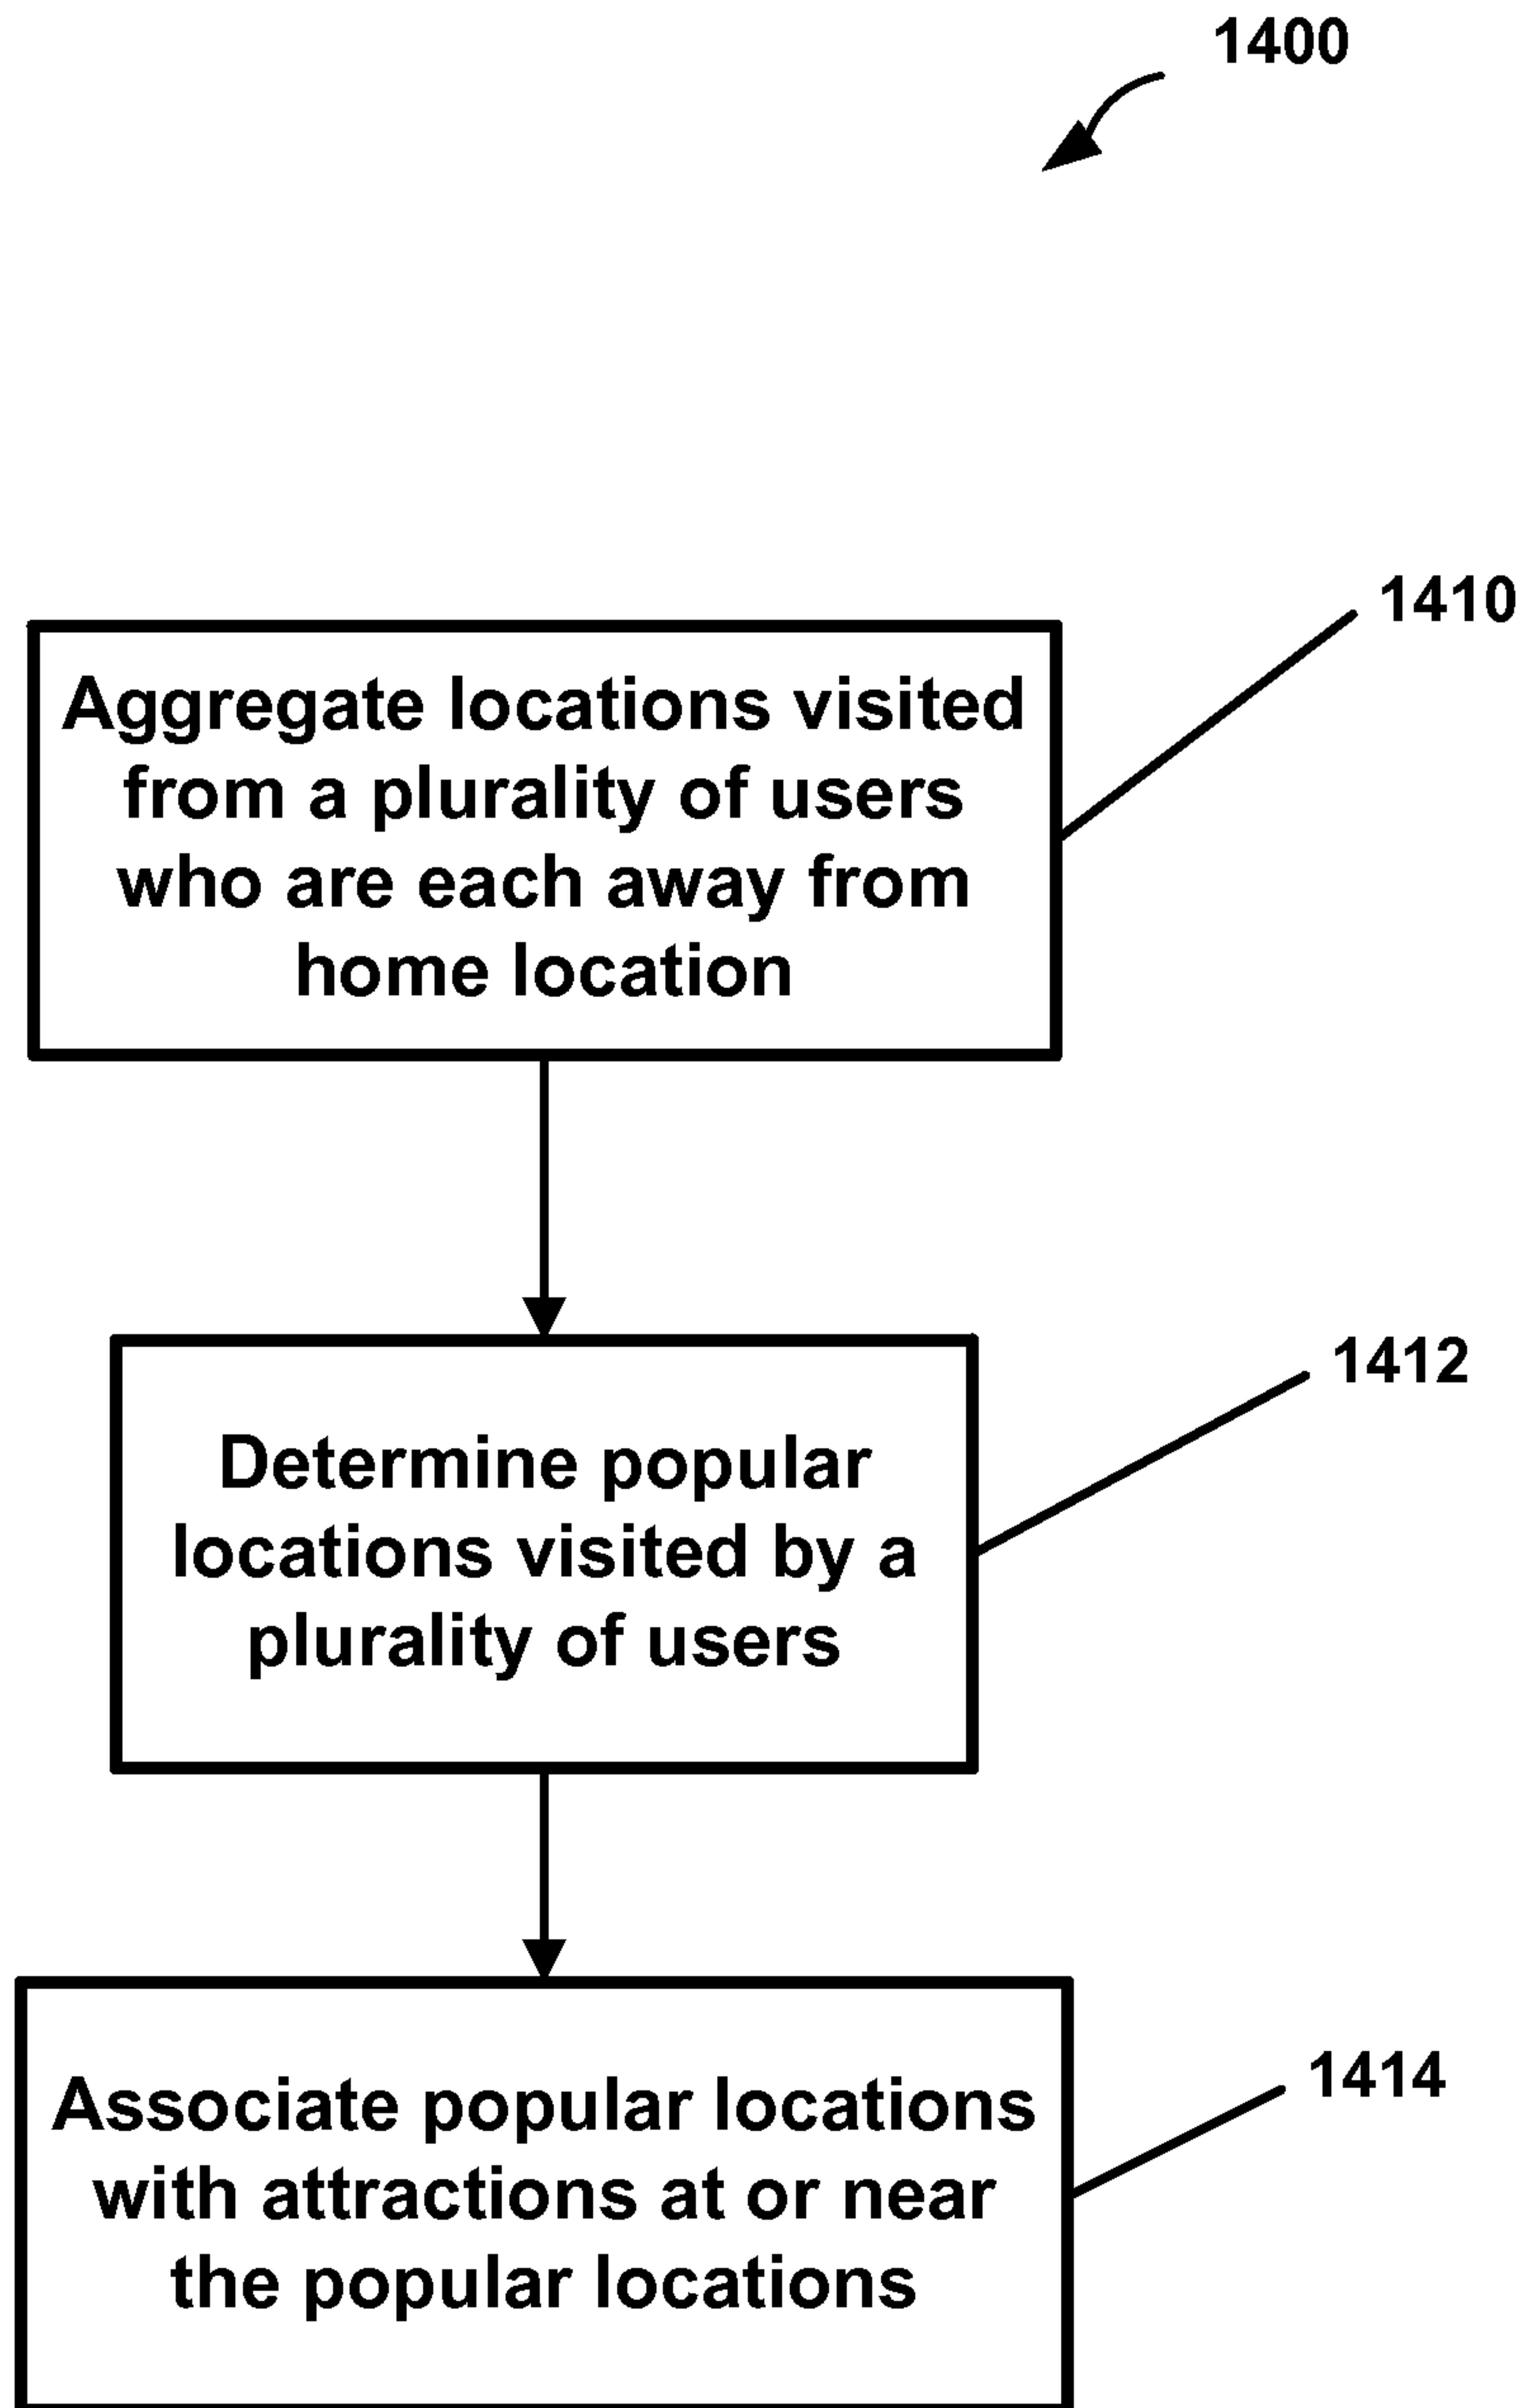 1400
1410
Aggregate locations visited
from a plurality of users
who are each away from
home location
1412
Determine popular
locations visited by a
plurality of users
1414
Associate popular locations
with attractions at or near
the popular locations